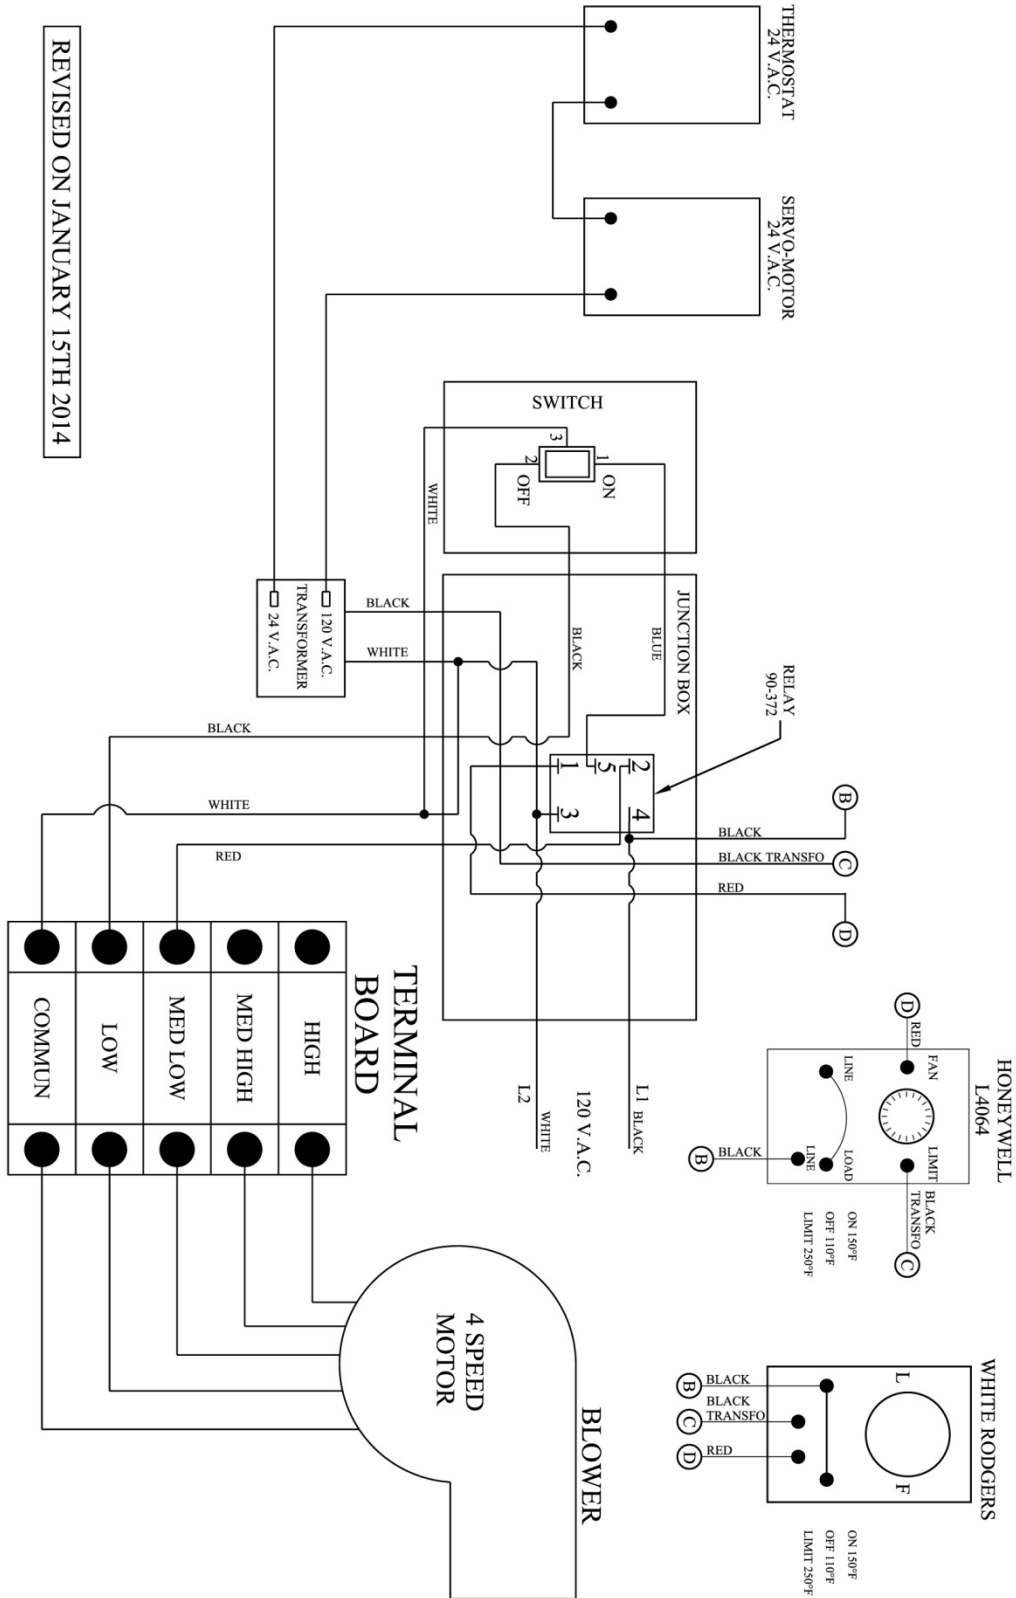 THERMOSTAT
24 V.A.C.
SERVO-MOTOR
24 V.A.C.
SWITCH
3
1
2
ON
OFF
WHITE
JUNCTION BOX
BLUE
BLACK
RELAY
90-372
2
5
1
4
3
120 V.A.C.
TRANSFORMER
24 V.A.C.
BLACK
WHITE
BLACK
WHITE
RED
B
BLACK
C
BLACK TRANSFO
D
RED
L1 BLACK
120 V.A.C.
L2 WHITE
HONEYWELL
L4064
D
RED
FAN
LIMIT
BLACK
TRANSFO
C
LINE
LOAD
LINE
BLACK
B
ON 150°F
OFF 110°F
LIMIT 250°F
WHITE RODGERS
L
F
B
BLACK
C
BLACK
TRANSFO
D
RED
ON 150°F
OFF 110°F
LIMIT 250°F
TERMINAL
BOARD
HIGH
MED HIGH
MED LOW
LOW
COMMUN
BLOWER
4 SPEED
MOTOR
REVISED ON JANUARY 15TH 2014